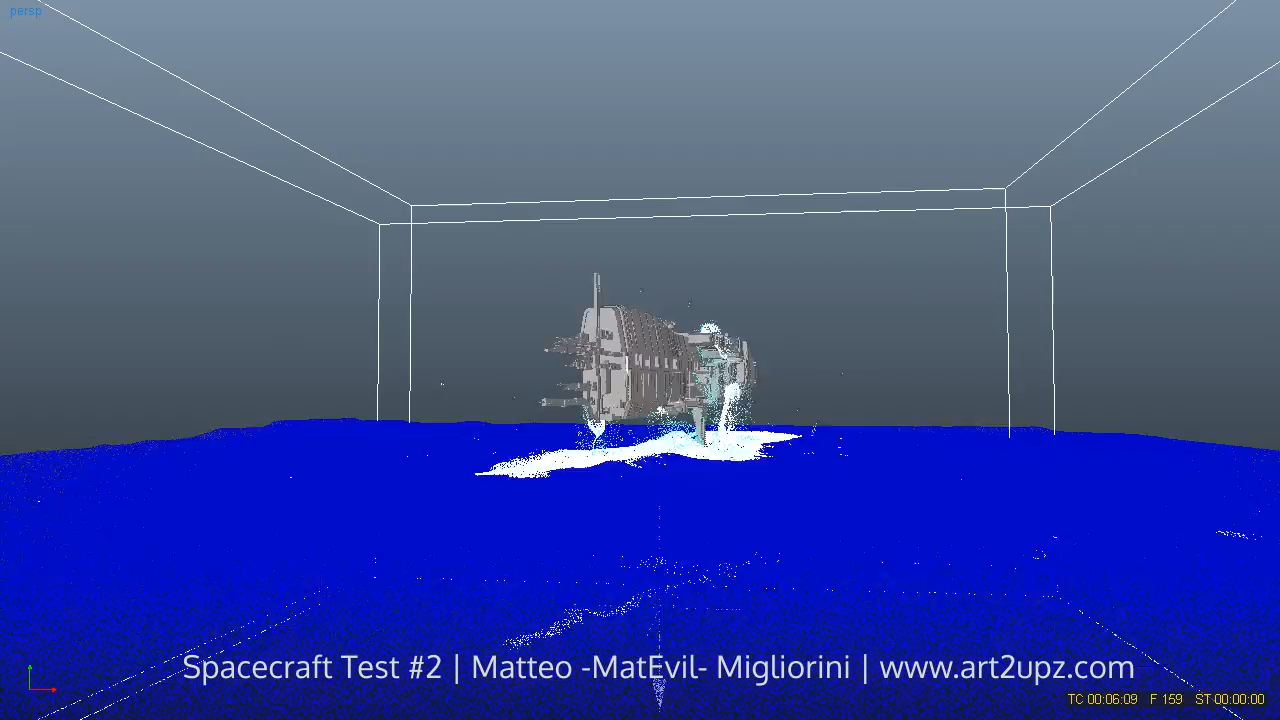 persp
Spacecraft Test #2 | Matteo -MatEvil- Migliorini | www.art2upz.com
TC 00:06:09 F 159 ST 00:00:00